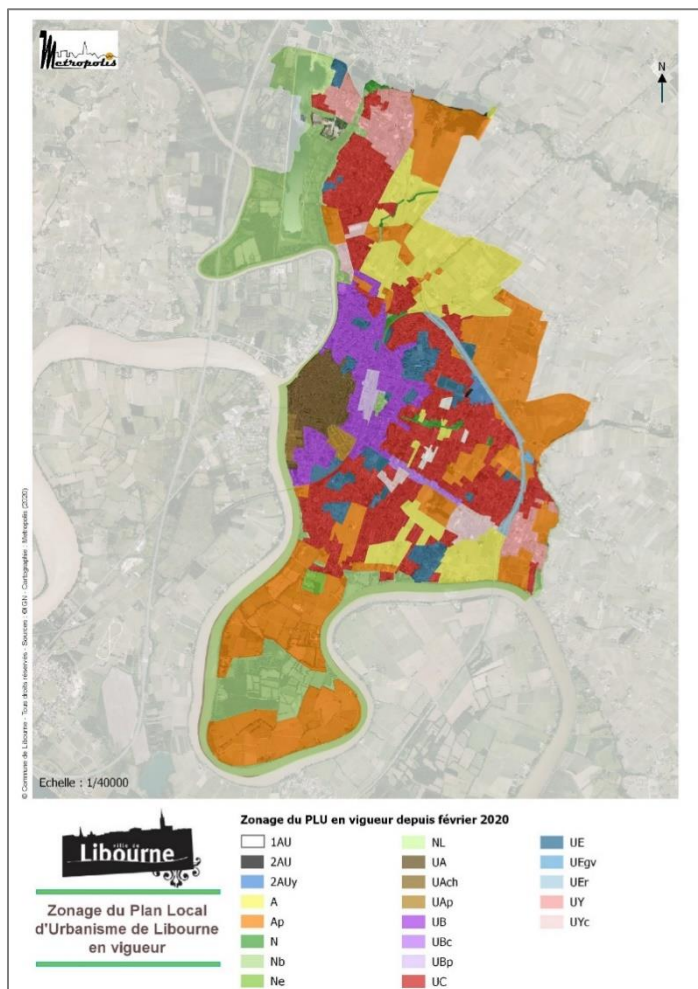 Metropolis
N
© Commune de Libourne - Tous droits réservés - Sources : © IGN - Cartographie : Metropolis (2020)
Echelle : 1/40000
ville de
LiBOURNE
Zonage du Plan Local
d'Urbanisme de Libourne
en vigueur
Zonage du PLU en vigueur depuis février 2020
1AU
2AU
2AUy
A
Ap
N
Nb
Ne
NL
UA
UAch
UAp
UB
UBc
UBp
UC
UE
UEgv
UEr
UY
UYc